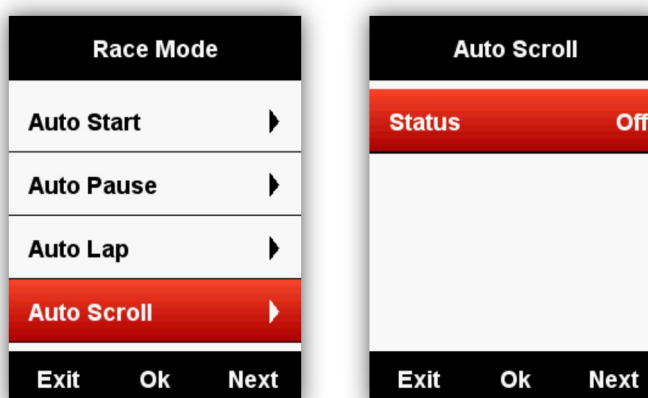 Race Mode
Auto Start
Auto Pause
Auto Lap
Auto Scroll
Exit Ok Next
Auto Scroll
Status Off
Exit Ok Next